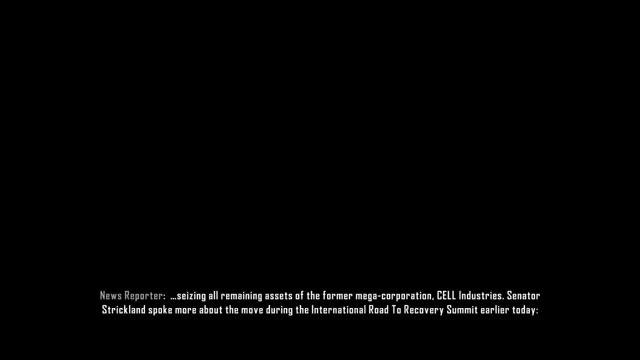 News Reporter: ...seizing all remaining assets of the former mega-corporation, CELL Industries. Senator
Strickland spoke more about the move during the International Road To Recovery Summit earlier today: